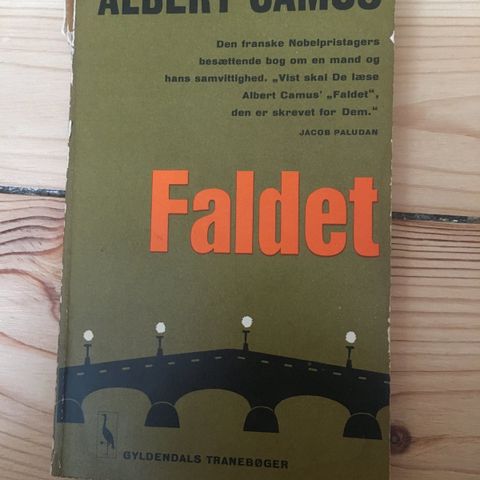 ALBERT CAMUS
Den franske Nobelpristagers
besættende bog om en mand og
hans samvittighed. „Vist skal De læse
Albert Camus' „Faldet“,
den er skrevet for Dem.“
JACOB PALUDAN
Faldet
GYLDENDALS TRANEBØGER